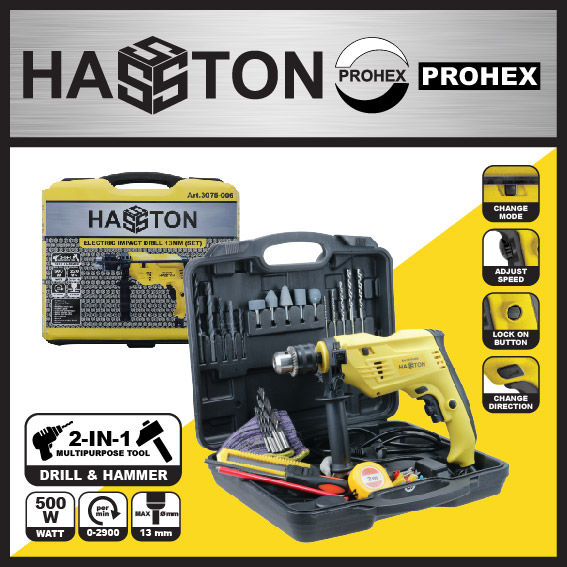 HASSTON PROHEX PROHEX
Art.3078-006
HASSTON
ELECTRIC IMPACT DRILL 13MM (SET)
CHANGE
MODE
ADJUST
SPEED
LOCK ON
BUTTON
CHANGE
DIRECTION
HASSTON
2-IN-1
MULTIPURPOSE TOOL
DRILL & HAMMER
500
W
WATT
per
min
0-2900
MAX Ømm
13 mm